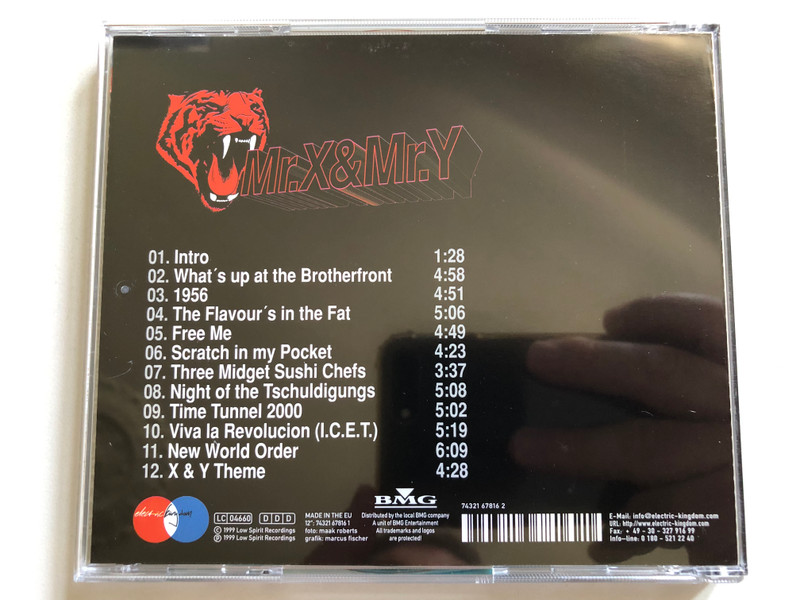 Mr.X&Mr.Y
01. Intro 1:28
02. What´s up at the Brotherfront 4:58
03. 1956 4:51
04. The Flavour´s in the Fat 5:06
05. Free Me 4:49
06. Scratch in my Pocket 4:23
07. Three Midget Sushi Chefs 3:37
08. Night of the Tschuldigungs 5:08
09. Time Tunnel 2000 5:02
10. Viva la Revolucion (I.C.E.T.) 5:19
11. New World Order 6:09
12. X & Y Theme 4:28
electric kingdom
LC 04660 DDD
© 1999 Low Spirit Recordings
℗ 1999 Low Spirit Recordings
MADE IN THE EU
12": 74321 67816 1
foto: maak roberts
grafik: marcus fischer
BMG
Distributed by the local BMG company
A unit of BMG Entertainment
All trademarks and logos
are protected!
74321 67816 2
E-Mail: info@electric-kingdom.com
URL: http://www.electric-kingdom.com
Fax: + 49 - 30 - 327 916 99
Info-line: 0 180 - 521 22 40